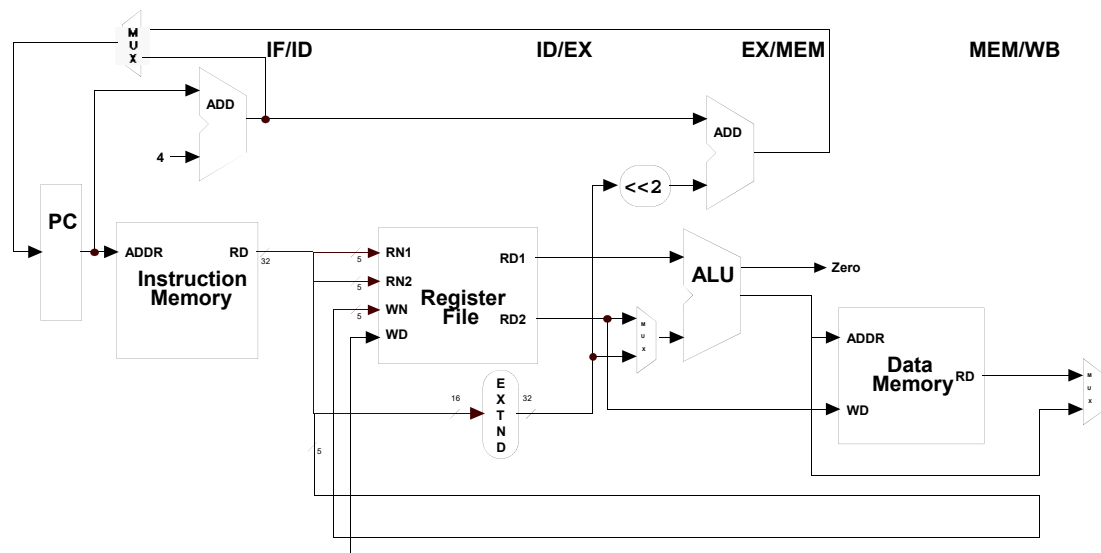 M
U
X
IF/ID
ID/EX
EX/MEM
MEM/WB
ADD
4
ADD
<<2
PC
ADDR
RD
32
Instruction
Memory
5
RN1
5
RN2
5
WN
WD
Register
File
RD1
RD2
ALU
Zero
M
U
X
ADDR
Data
Memory
RD
WD
M
U
X
16
E
X
T
N
D
32
5